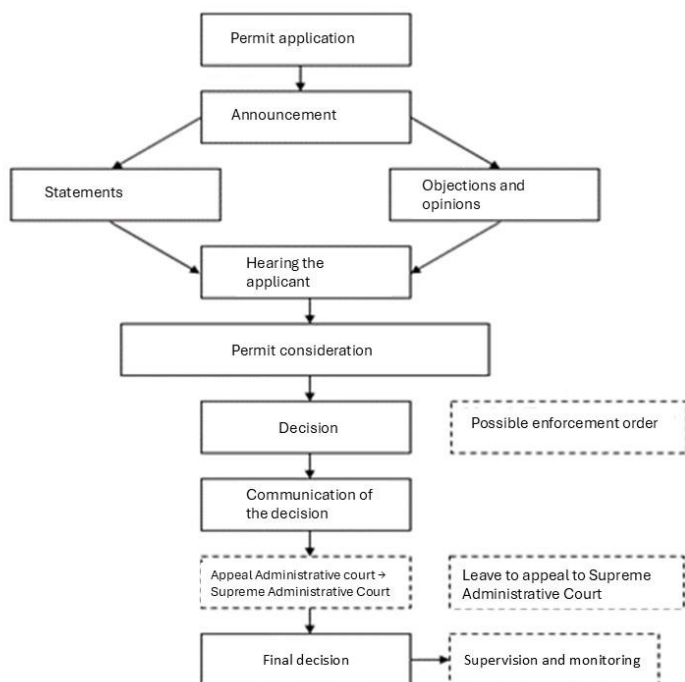 Permit application
Announcement
Statements
Objections and
opinions
Hearing the
applicant
Permit consideration
Decision
Possible enforcement order
Communication of
the decision
Appeal Administrative court →
Supreme Administrative Court
Leave to appeal to Supreme
Administrative Court
Final decision
Supervision and monitoring